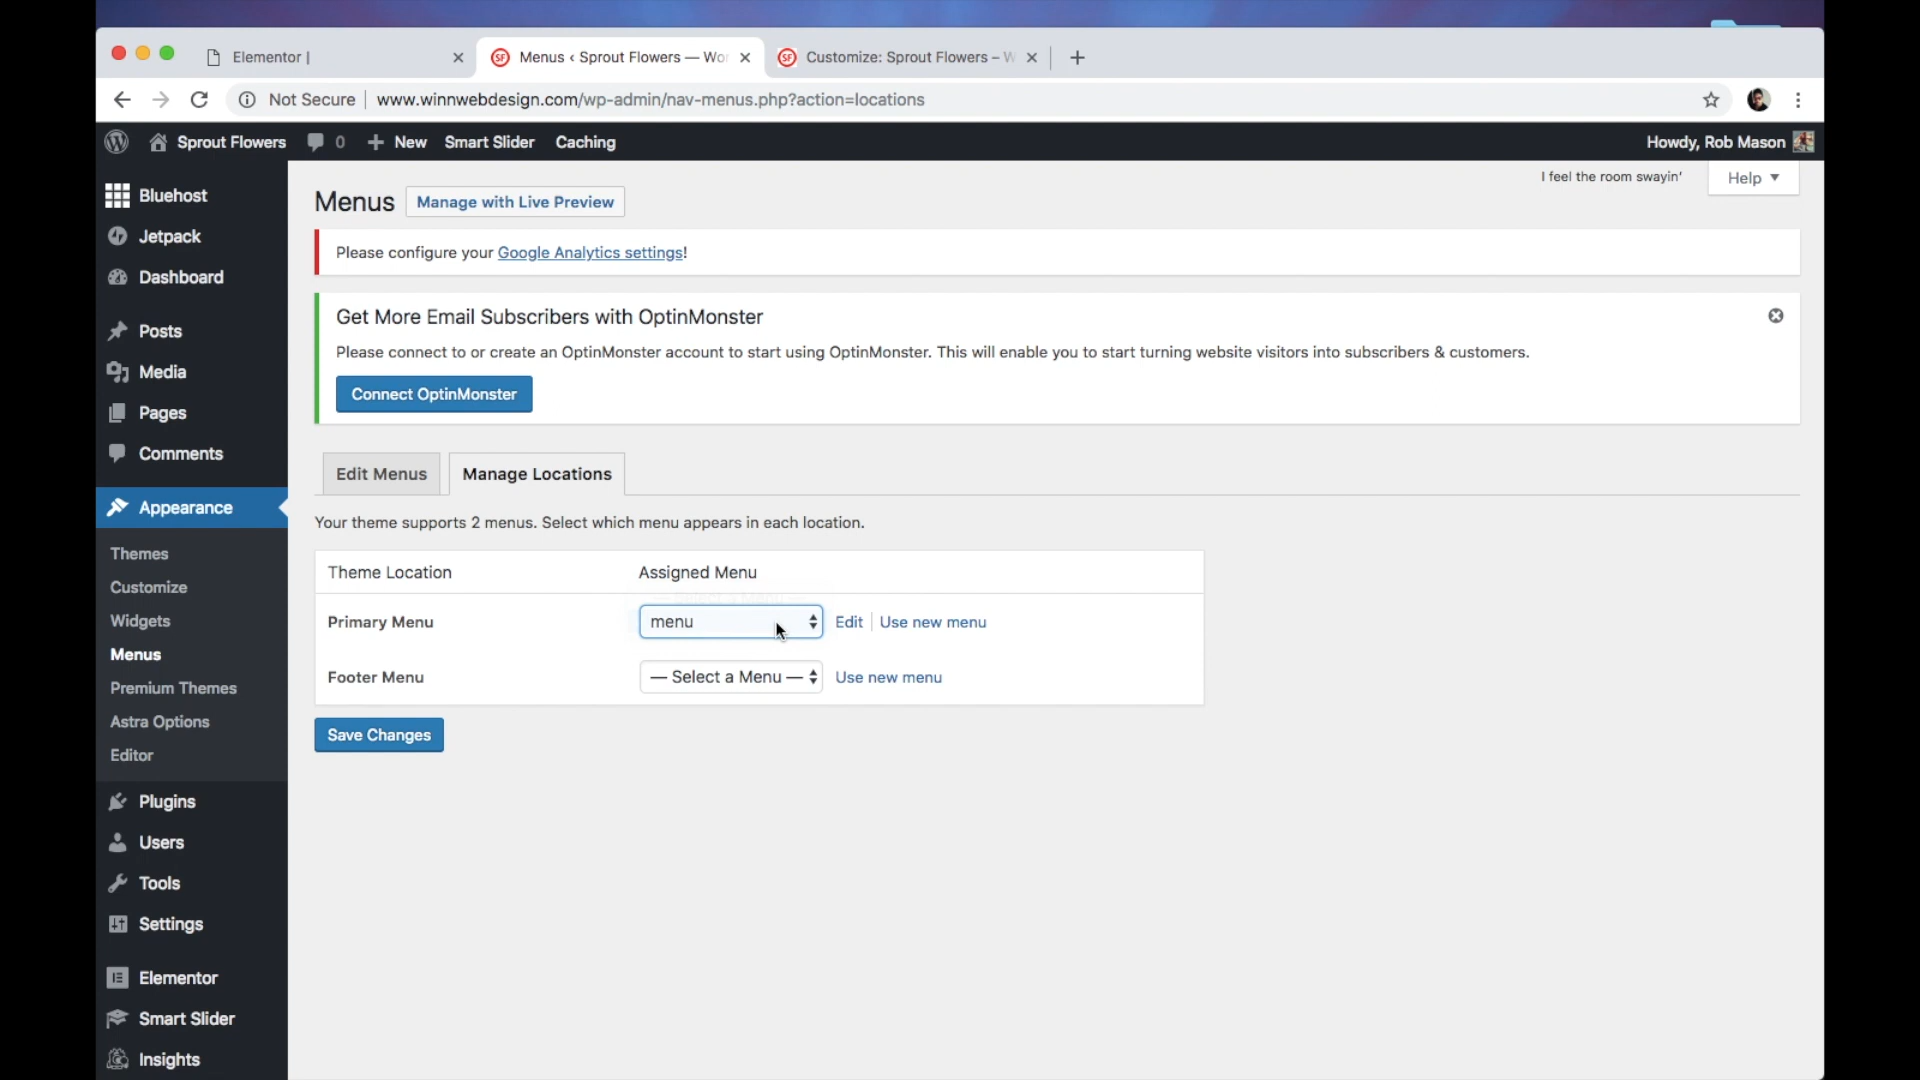 Elementor |
Menus ‹ Sprout Flowers — Wor
Customize: Sprout Flowers – W
Not Secure
www.winnwebdesign.com/wp-admin/nav-menus.php?action=locations
Sprout Flowers
0
New
Smart Slider
Caching
Howdy, Rob Mason
Bluehost
Jetpack
Dashboard
Posts
Media
Pages
Comments
Appearance
Themes
Customize
Widgets
Menus
Premium Themes
Astra Options
Editor
Plugins
Users
Tools
Settings
Elementor
Smart Slider
Insights
I feel the room swayin'
Help
Menus
Manage with Live Preview
Please configure your Google Analytics settings!
Get More Email Subscribers with OptinMonster
Please connect to or create an OptinMonster account to start using OptinMonster. This will enable you to start turning website visitors into subscribers & customers.
Connect OptinMonster
Edit Menus
Manage Locations
Your theme supports 2 menus. Select which menu appears in each location.
Theme Location
Assigned Menu
Primary Menu
menu
Edit
Use new menu
Footer Menu
— Select a Menu —
Use new menu
Save Changes